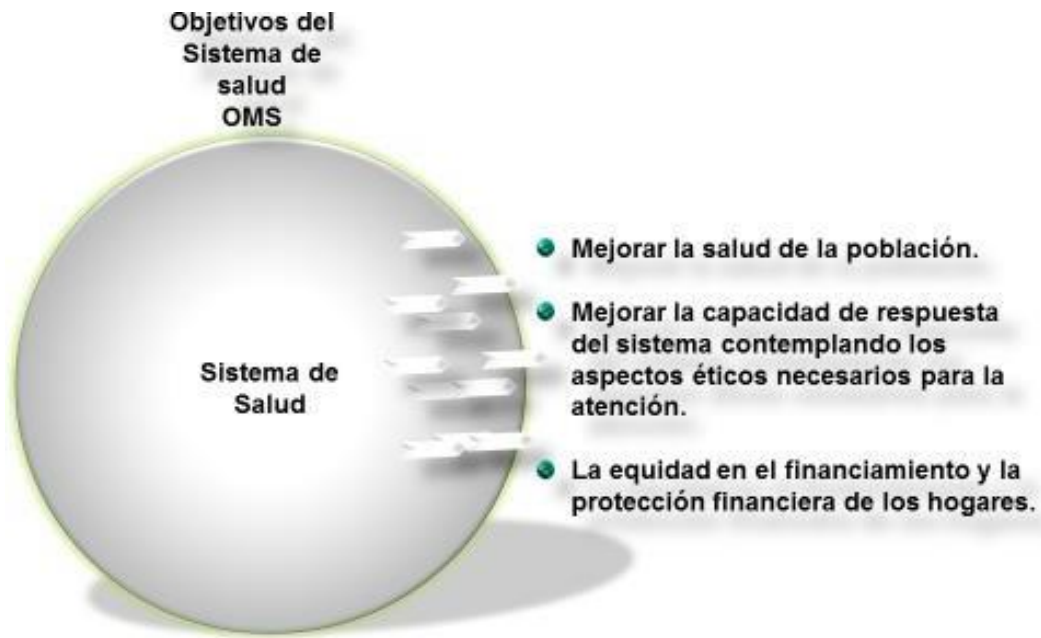 Objetivos del
Sistema de
salud
OMS
Sistema de
Salud
Mejorar la salud de la población.
Mejorar la capacidad de respuesta
del sistema contemplando los
aspectos éticos necesarios para la
atención.
La equidad en el financiamiento y la
protección financiera de los hogares.